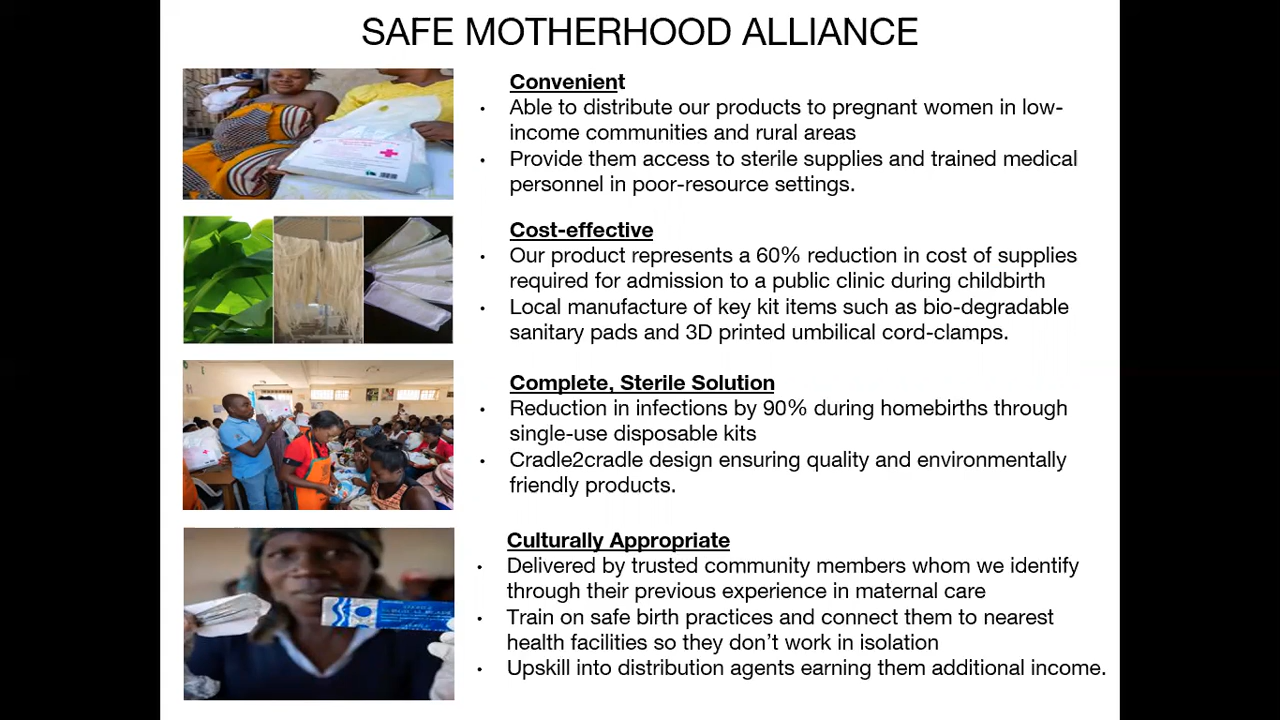 SAFE MOTHERHOOD ALLIANCE
Convenient
• Able to distribute our products to pregnant women in low-
income communities and rural areas
• Provide them access to sterile supplies and trained medical
personnel in poor-resource settings.
Cost-effective
• Our product represents a 60% reduction in cost of supplies
required for admission to a public clinic during childbirth
• Local manufacture of key kit items such as bio-degradable
sanitary pads and 3D printed umbilical cord-clamps.
Complete, Sterile Solution
• Reduction in infections by 90% during homebirths through
single-use disposable kits
• Cradle2cradle design ensuring quality and environmentally
friendly products.
Culturally Appropriate
• Delivered by trusted community members whom we identify
through their previous experience in maternal care
• Train on safe birth practices and connect them to nearest
health facilities so they don’t work in isolation
• Upskill into distribution agents earning them additional income.